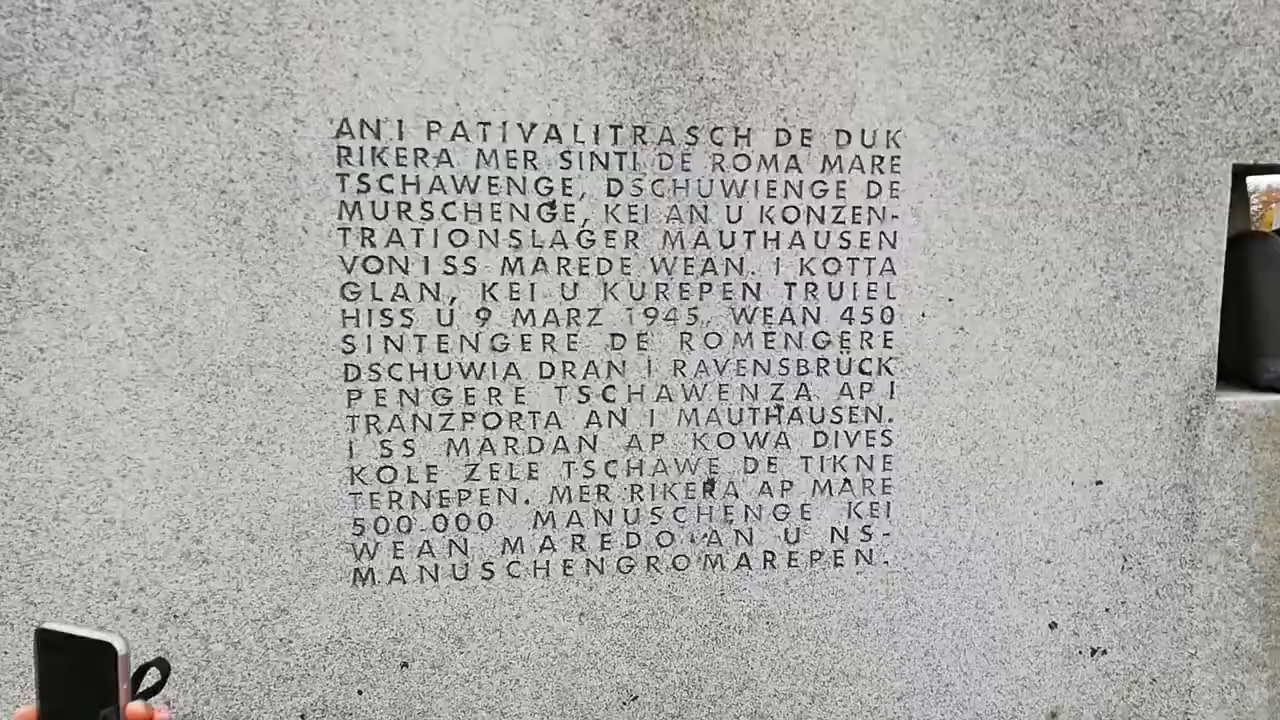 AN I PATIVALITRASCH DE DUK
RIKERA MER SINTI DE ROMA MARE
TSCHAWENGE, DSCHUWIENGE DE
MURSCHENGE, KEI AN U KONZEN-
TRATIONSLAGER MAUTHAUSEN
VON I SS MAREDE WEAN. I KOTTA
GLAN, KEI U KUREPEN TRUIEL
HISS U 9 MARZ 1945, WEAN 450
SINTENGERE DE ROMENGERE
DSCHUWIA DRAN I RAVENSBRÜCK
PENGERE TSCHAWENZA AP I
TRANZPORTA AN I MAUTHAUSEN.
I SS MARDAN AP KOWA DIVES
KOLE ZELE TSCHAWE DE TIKNE
TERNEPEN. MER RIKERA AP MARE
500.000 MANUSCHENGE KEI
WEAN MAREDO AN U NS-
MANUSCHENGROMAREPEN.